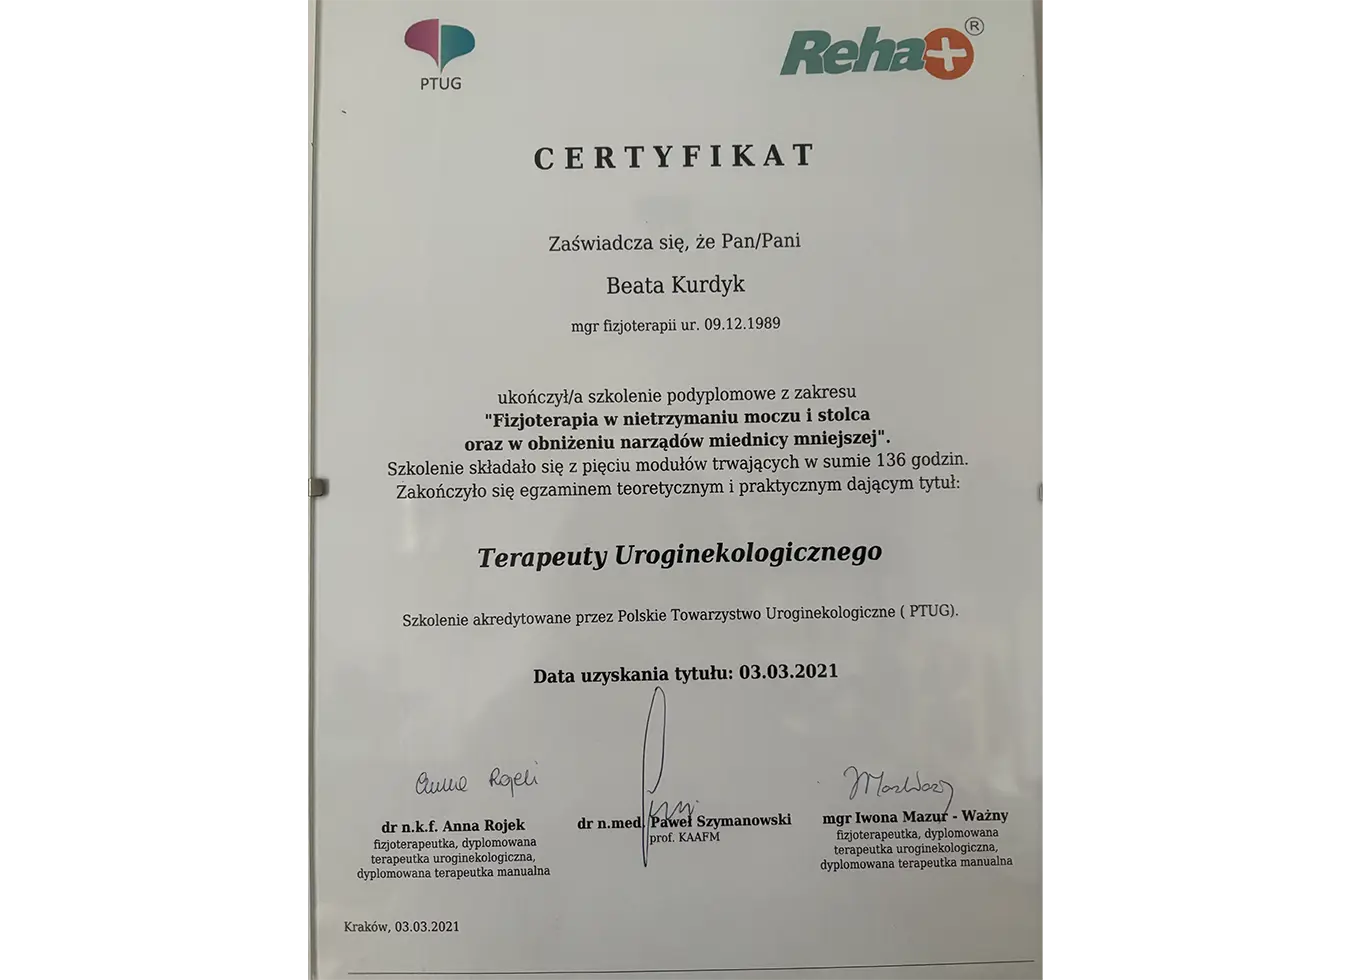 PTUG
Reha+®
CERTYFIKAT
Zaświadcza się, że Pan/Pani
Beata Kurdyk
mgr fizjoterapii ur. 09.12.1989
ukończył/a szkolenie podyplomowe z zakresu
"Fizjoterapia w nietrzymaniu moczu i stolca
oraz w obniżeniu narządów miednicy mniejszej".
Szkolenie składało się z pięciu modułów trwających w sumie 136 godzin.
Zakończyło się egzaminem teoretycznym i praktycznym dającym tytuł:
Terapeuty Uroginekologicznego
Szkolenie akredytowane przez Polskie Towarzystwo Uroginekologiczne ( PTUG).
Data uzyskania tytułu: 03.03.2021
Anna Rojek
dr n.k.f. Anna Rojek
fizjoterapeutka, dyplomowana
terapeutka uroginekologiczna,
dyplomowana terapeutka manualna
dr n.med. Paweł Szymanowski
prof. KAAFM
mgr Iwona Mazur - Ważny
fizjoterapeutka, dyplomowana
terapeutka uroginekologiczna,
dyplomowana terapeutka manualna
Kraków, 03.03.2021